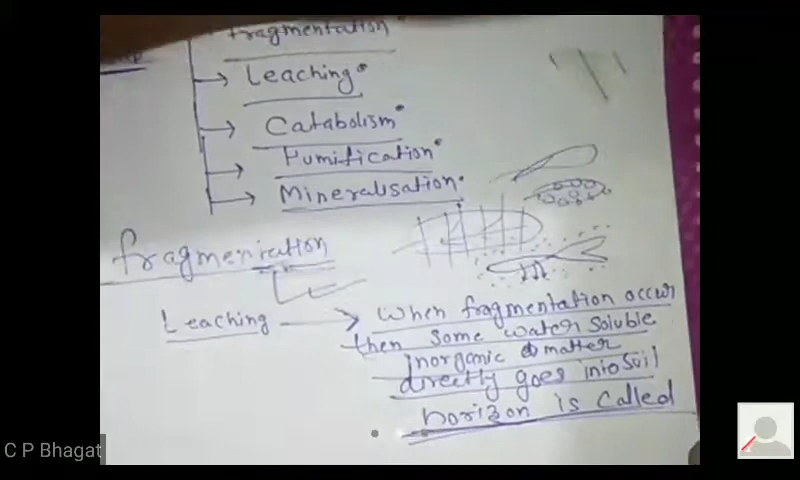 fragmentation
Leaching
Catabolism
Humification
Mineralisation
fragmentation
Leaching
When fragmentation occur
then some water soluble
inorganic matter
directly goes into soil
horizon is called
C P Bhagat